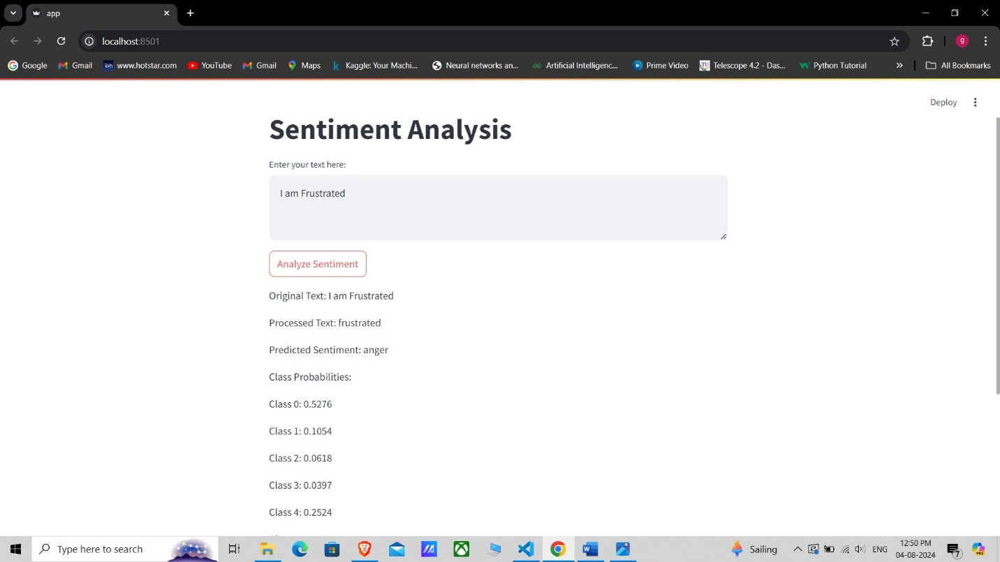 app
localhost:8501
Google Gmail www.hotstar.com YouTube Gmail Maps Kaggle: Your Machi... Neural networks an... Artificial Intelligenc... Prime Video Telescope 4.2 - Das... Python Tutorial » All Bookmarks
Deploy
Sentiment Analysis
Enter your text here:
I am Frustrated
Analyze Sentiment
Original Text: I am Frustrated
Processed Text: frustrated
Predicted Sentiment: anger
Class Probabilities:
Class 0: 0.5276
Class 1: 0.1054
Class 2: 0.0618
Class 3: 0.0397
Class 4: 0.2524
Type here to search
Sailing ENG 12:50 PM
04-08-2024